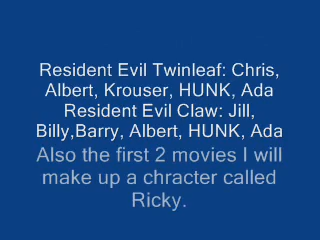 Resident Evil Twinleaf: Chris,
Albert, Krouser, HUNK, Ada
Resident Evil Claw: Jill,
Billy,Barry, Albert, HUNK, Ada
Also the first 2 movies I will
make up a chracter called
Ricky.